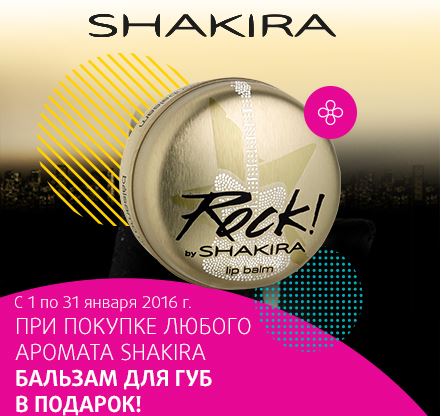 SHAKIRA
Rock!
by SHAKIRA
lip balm
С 1 по 31 января 2016 г.
ПРИ ПОКУПКЕ ЛЮБОГО
АРОМАТА SHAKIRA
БАЛЬЗАМ ДЛЯ ГУБ
В ПОДАРОК!